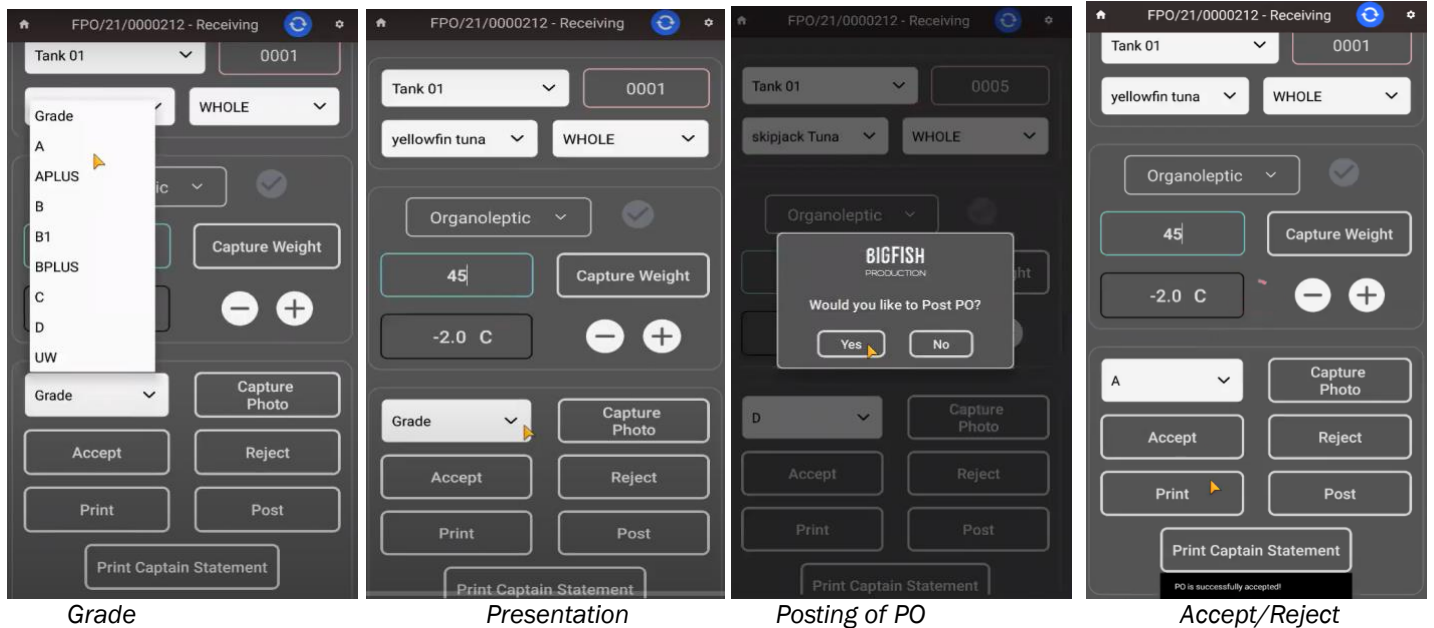 FPO/21/0000212 - Receiving
Tank 01
0001
WHOLE
Grade
A
APLUS
B
B1
BPLUS
C
D
UW
ic
Capture Weight
Grade
Capture
Photo
Accept
Reject
Print
Post
Print Captain Statement
FPO/21/0000212 - Receiving
Tank 01
0001
yellowfin tuna
WHOLE
Organoleptic
45
Capture Weight
-2.0 C
Grade
Capture
Photo
Accept
Reject
Print
Post
Print Captain Statement
FPO/21/0000212 - Receiving
Tank 01
0005
skipjack Tuna
WHOLE
Organoleptic
ht
BIGFISH
PRODUCTION
Would you like to Post PO?
Yes
No
D
Capture
Photo
Accept
Reject
Print
Post
Print Captain Statement
FPO/21/0000212 - Receiving
Tank 01
0001
yellowfin tuna
WHOLE
Organoleptic
45
Capture Weight
-2.0 C
A
Capture
Photo
Accept
Reject
Print
Post
Print Captain Statement
PO is successfully accepted!
Grade
Presentation
Posting of PO
Accept/Reject